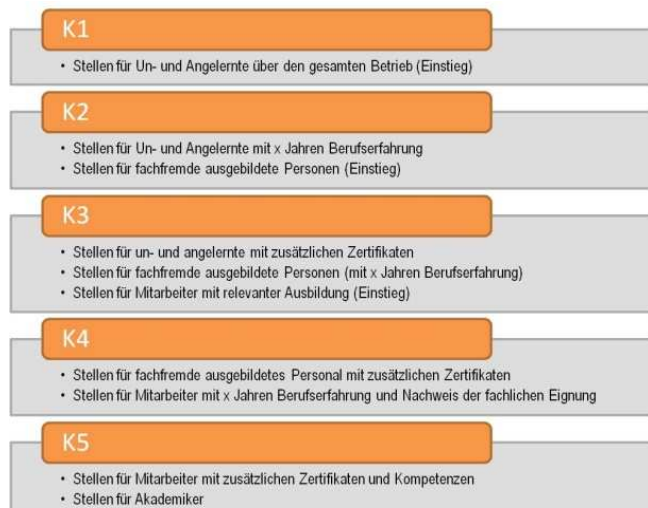 K1
• Stellen für Un- und Angelernte über den gesamten Betrieb (Einstieg)
K2
• Stellen für Un- und Angelernte mit x Jahren Berufserfahrung
• Stellen für fachfremde ausgebildete Personen (Einstieg)
K3
• Stellen für un- und angelernte mit zusätzlichen Zertifikaten
• Stellen für fachfremde ausgebildete Personen (mit x Jahren Berufserfahrung)
• Stellen für Mitarbeiter mit relevanter Ausbildung (Einstieg)
K4
• Stellen für fachfremde ausgebildetes Personal mit zusätzlichen Zertifikaten
• Stellen für Mitarbeiter mit x Jahren Berufserfahrung und Nachweis der fachlichen Eignung
K5
• Stellen für Mitarbeiter mit zusätzlichen Zertifikaten und Kompetenzen
• Stellen für Akademiker